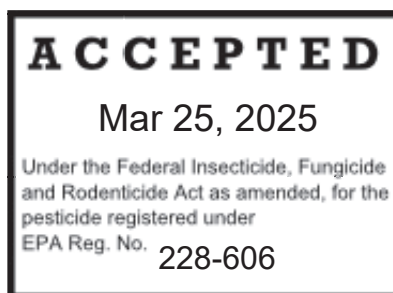 ACCEPTED
Mar 25, 2025
Under the Federal Insecticide, Fungicide
and Rodenticide Act as amended, for the
pesticide registered under
EPA Reg. No. 228-606